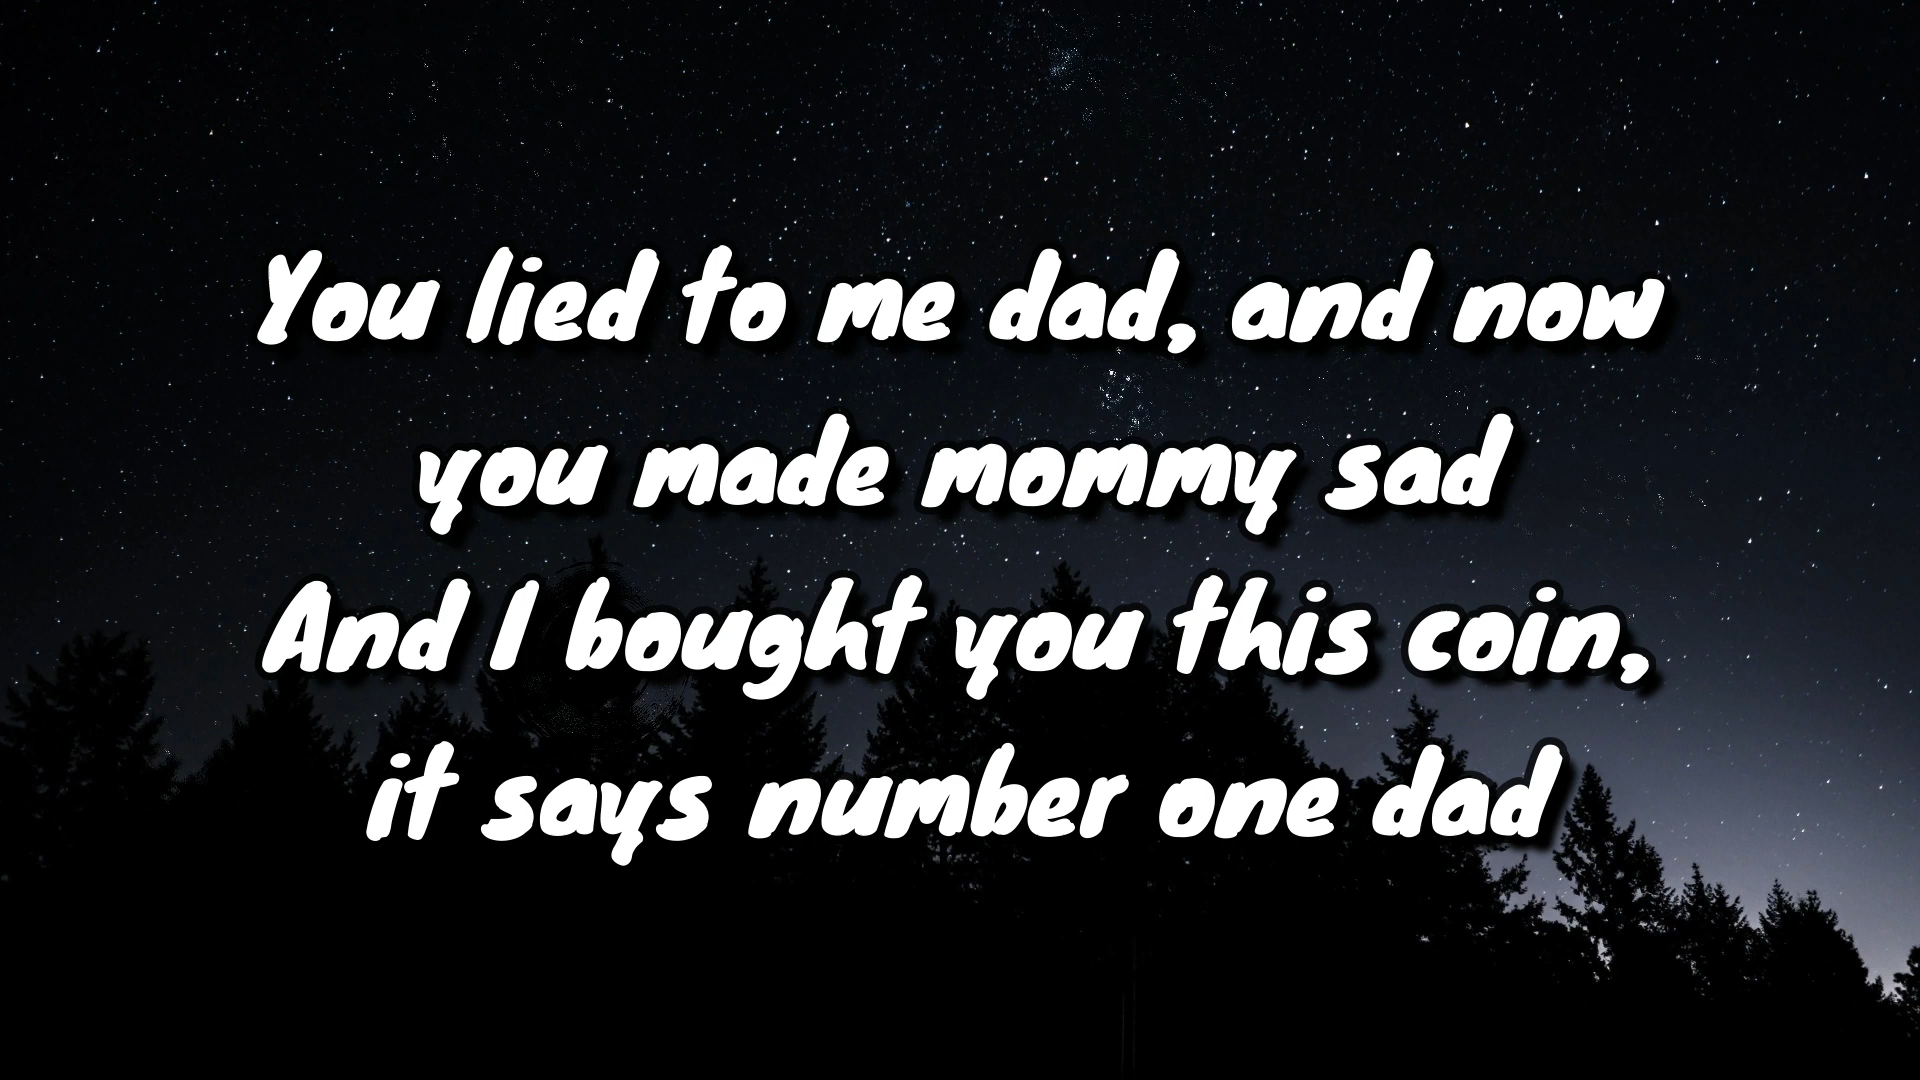 You lied to me dad, and now
you made mommy sad
And I bought you this coin,
it says number one dad